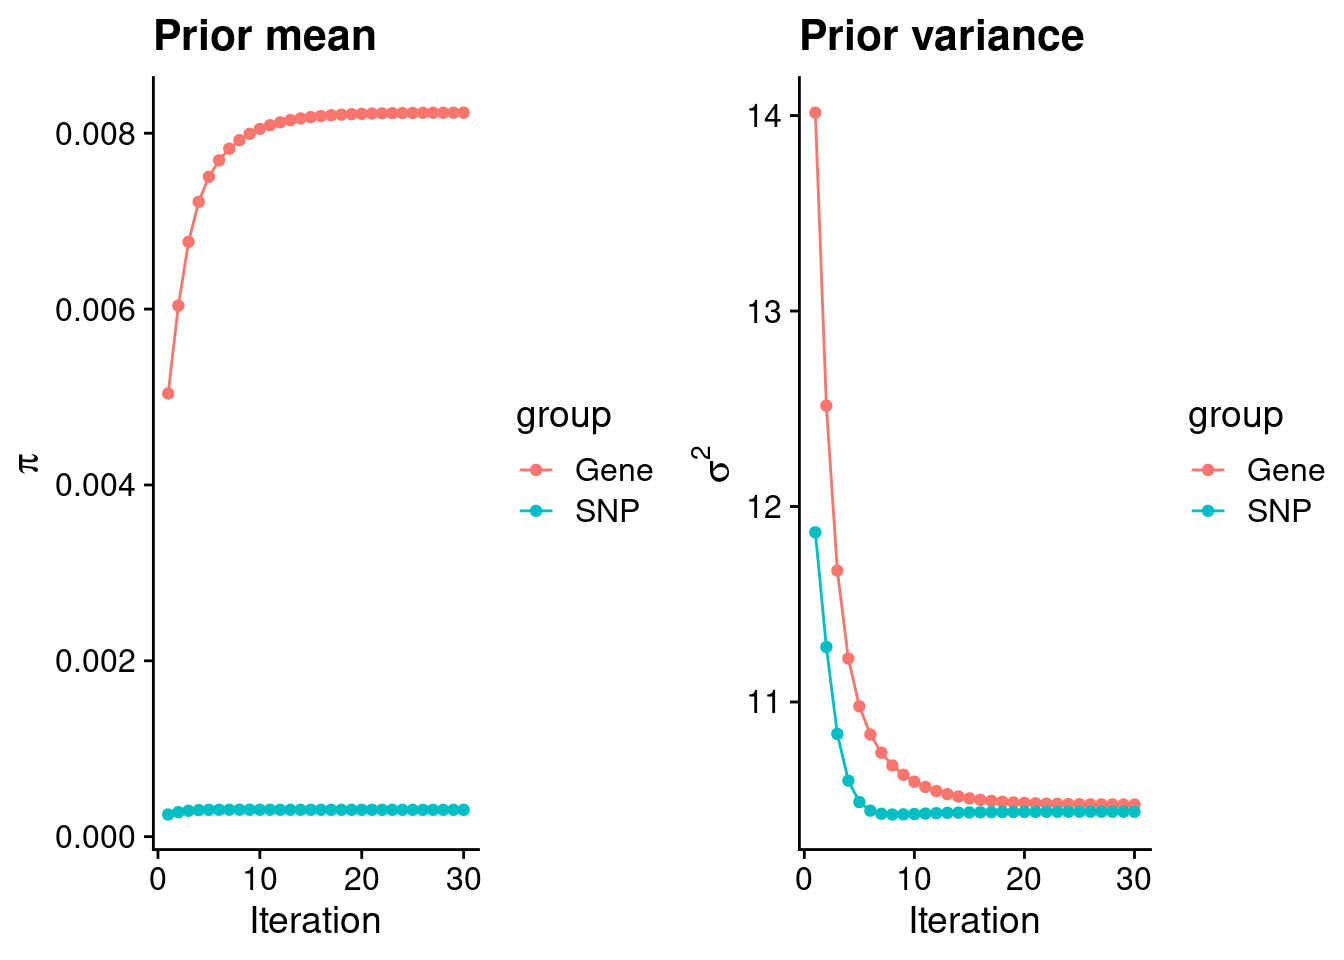 Prior mean
π
0.008
0.006
0.004
0.002
0.000
0 10 20 30
Iteration
group
Gene
SNP
Prior variance
σ²
14
13
12
11
0 10 20 30
Iteration
group
Gene
SNP